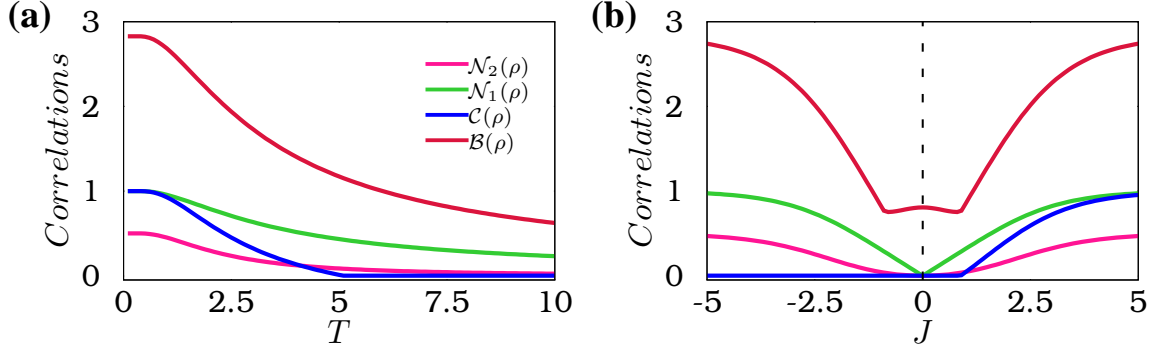 (a)
Correlations
3
2
1
0
0 2.5 5 7.5 10
T
𝒩₂(ρ)
𝒩₁(ρ)
𝒞(ρ)
ℬ(ρ)
(b)
Correlations
3
2
1
0
-5 -2.5 0 2.5 5
J